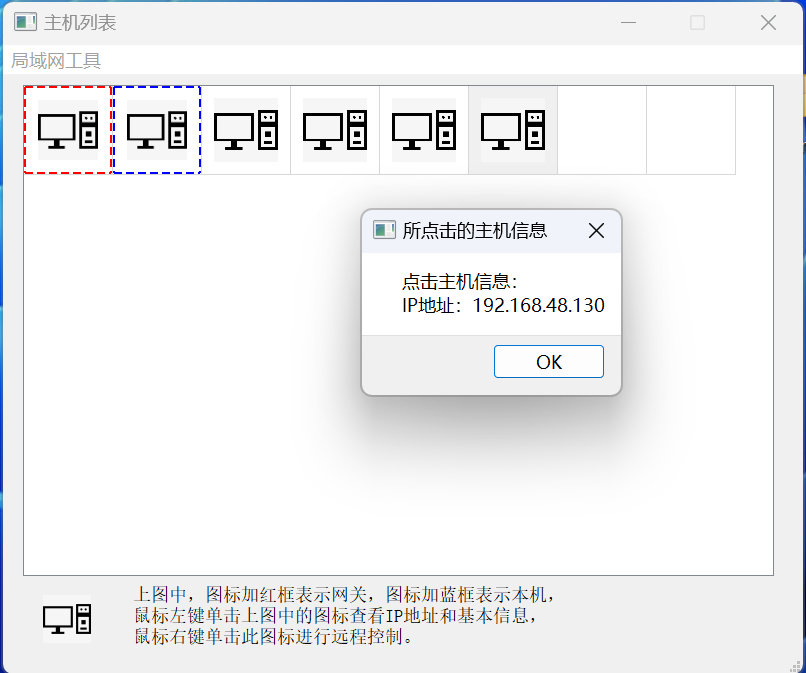 主机列表
局域网工具
所点击的主机信息
点击主机信息：
IP地址：192.168.48.130
OK
上图中，图标加红框表示网关，图标加蓝框表示本机，
鼠标左键单击上图中的图标查看IP地址和基本信息，
鼠标右键单击此图标进行远程控制。